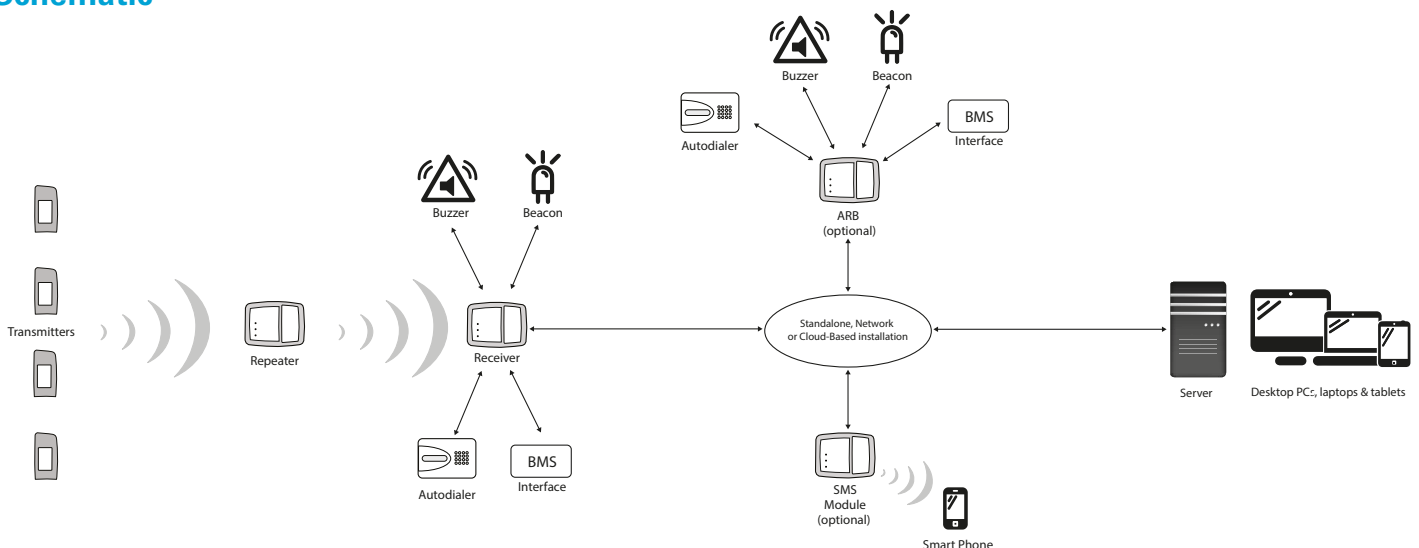 Schematic
Buzzer
Beacon
Autodialer
BMS
Interface
ARB
(optional)
Buzzer
Beacon
Transmitters
Repeater
Receiver
Standalone, Network
or Cloud-Based installation
Server
Desktop PCs, laptops & tablets
Autodialer
BMS
Interface
SMS
Module
(optional)
Smart Phone